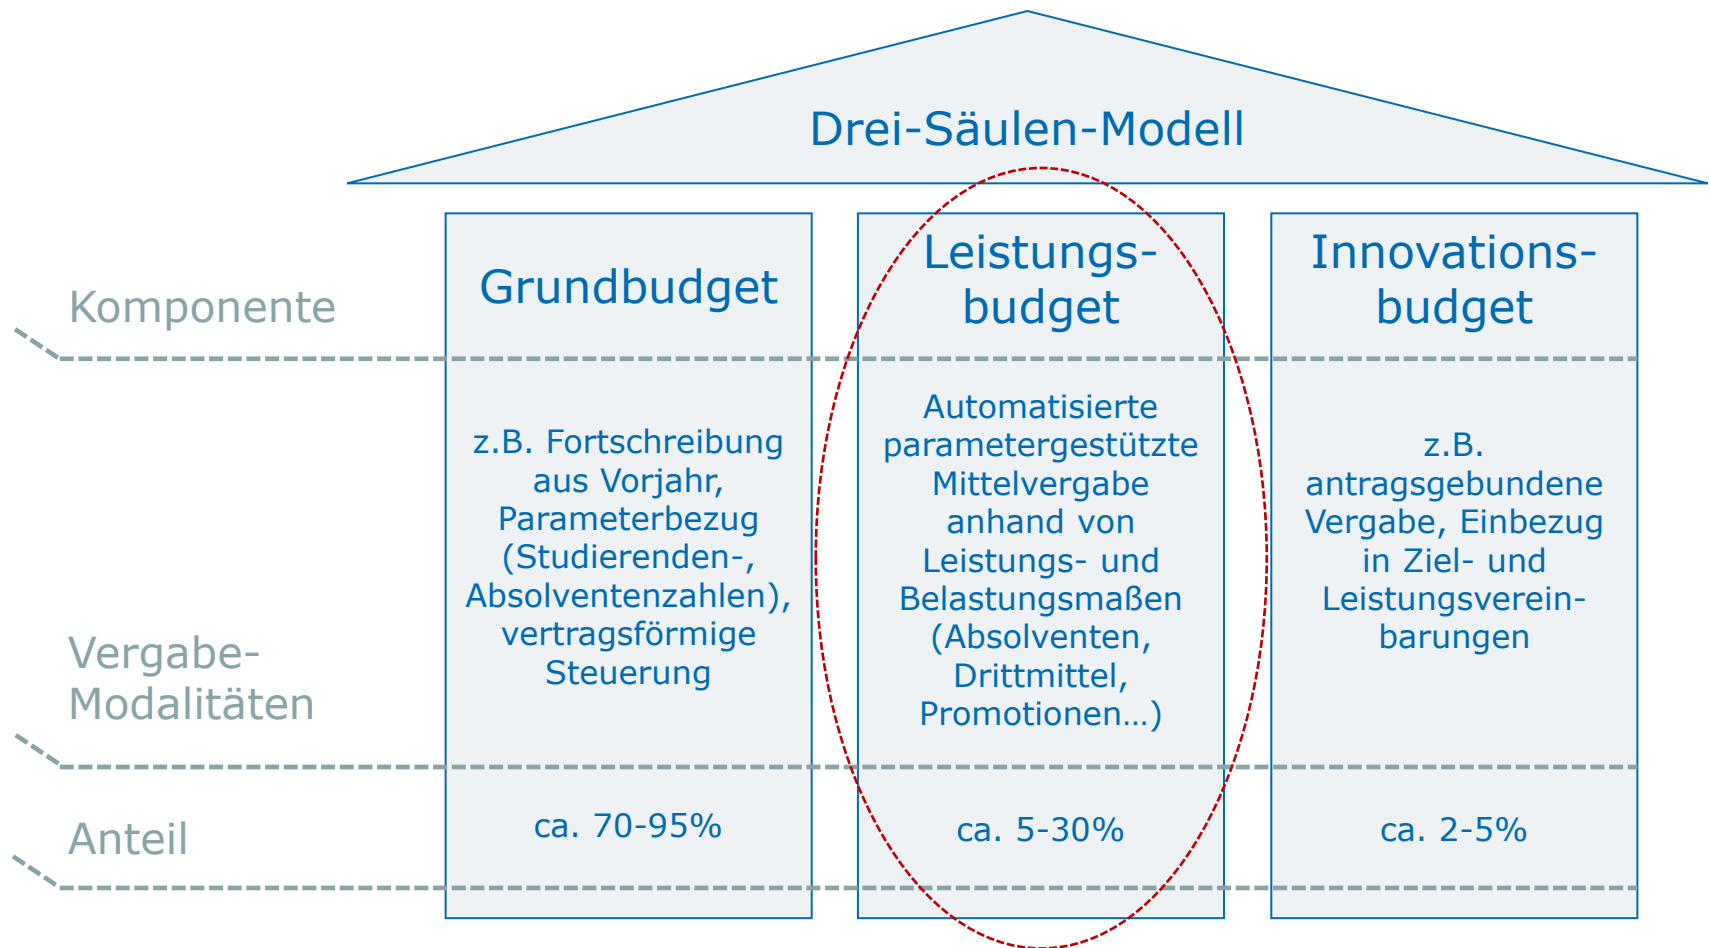 Drei-Säulen-Modell
Komponente
Grundbudget
Leistungs-
budget
Innovations-
budget
Vergabe-
Modalitäten
z.B. Fortschreibung
aus Vorjahr,
Parameterbezug
(Studierenden-,
Absolventenzahlen),
vertragsförmige
Steuerung
Automatisierte
parametergestützte
Mittelvergabe
anhand von
Leistungs- und
Belastungsmaßen
(Absolventen,
Drittmittel,
Promotionen…)
z.B.
antragsgebundene
Vergabe, Einbezug
in Ziel- und
Leistungsverein-
barungen
Anteil
ca. 70-95%
ca. 5-30%
ca. 2-5%